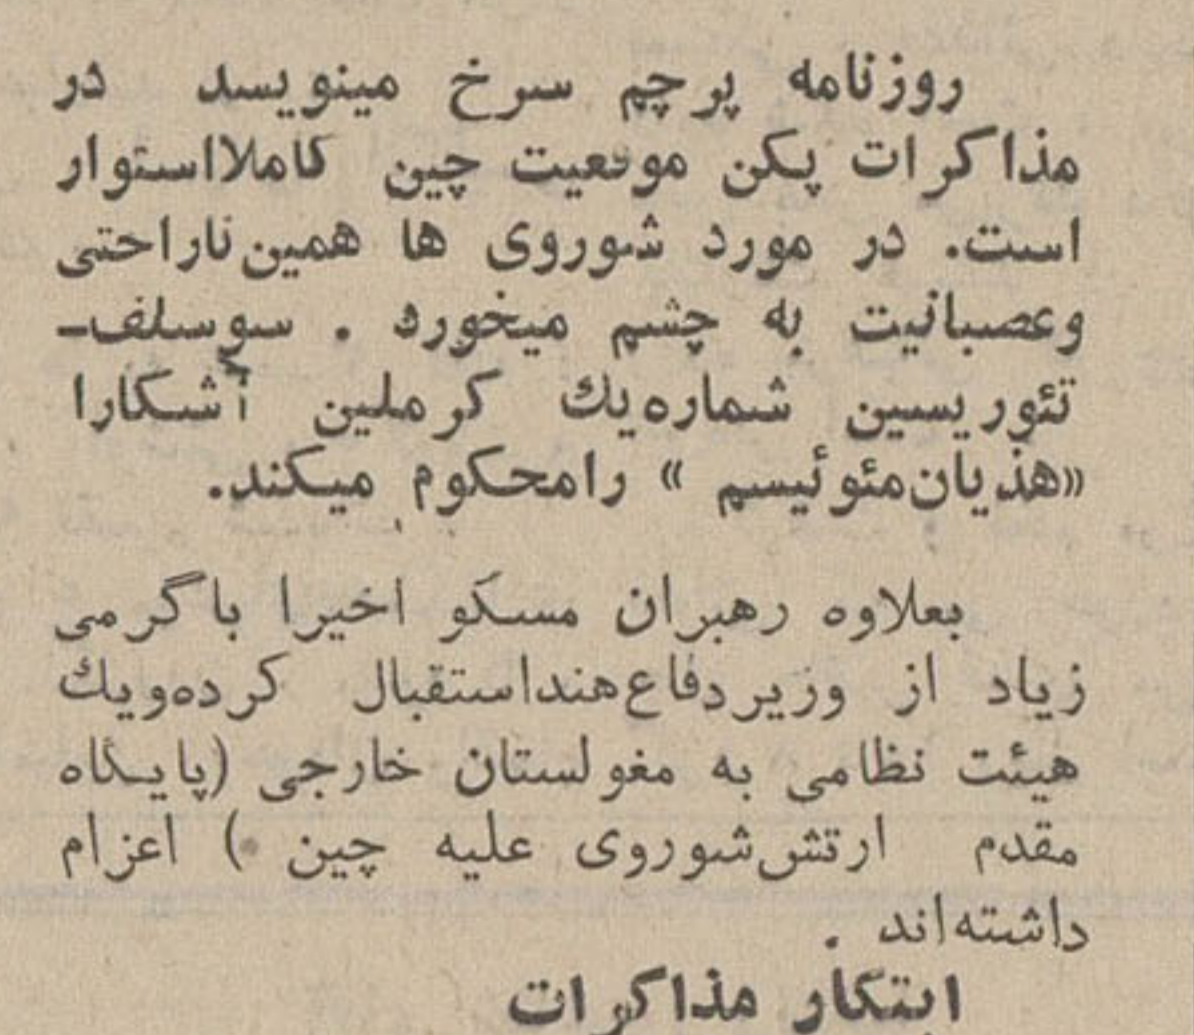 روزنامه پرچم سرخ مینویسد در
مذاکرات پکن موقعیت چین کاملااستوار
است. در مورد شوروی ها همین ناراحتی
وعصبانیت به چشم میخورد . سوسلف-
تئوریسین شماره یك کرملین آشکارا
«هذیان مئوئیسم » رامحکوم میکند.
بعلاوه رهبران مسکو اخیرا باگرمی
زیاد از وزیردفاع هنداستقبال کرده ویك
هیئت نظامی به مغولستان خارجی (پایگاه
مقدم ارتش شوروی علیه چین ) اعزام
داشته اند .
ابتکار مذاکرات